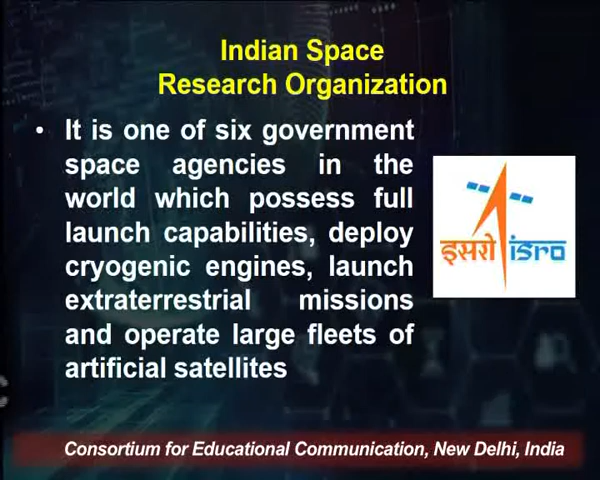 Indian Space
Research Organization
• It is one of six government
space agencies in the
world which possess full
launch capabilities, deploy
cryogenic engines, launch
extraterrestrial missions
and operate large fleets of
artificial satellites
इसरो isro
Consortium for Educational Communication, New Delhi, India